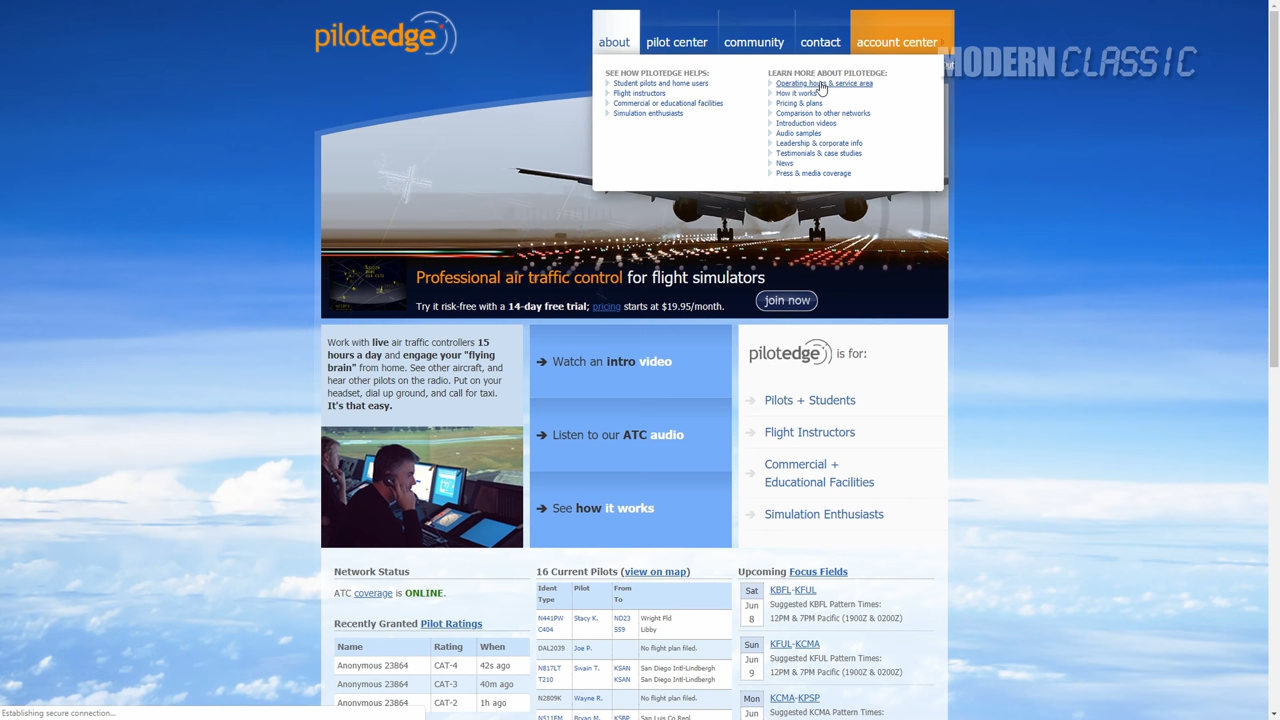 pilotedge
about
pilot center
community
contact
account center
MODERN CLASSIC
SEE HOW PILOTEDGE HELPS:
Student pilots and home users
Flight instructors
Commercial or educational facilities
Simulation enthusiasts
LEARN MORE ABOUT PILOTEDGE:
Operating hours & service area
How it works
Pricing & plans
Comparison to other networks
Introduction videos
Audio samples
Leadership & corporate info
Testimonials & case studies
News
Press & media coverage
Professional air traffic control for flight simulators
Try it risk-free with a 14-day free trial; pricing starts at $19.95/month.
join now
Work with live air traffic controllers 15
hours a day and engage your "flying
brain" from home. See other aircraft, and
hear other pilots on the radio. Put on your
headset, dial up ground, and call for taxi.
It's that easy.
Watch an intro video
Listen to our ATC audio
See how it works
pilotedge is for:
Pilots + Students
Flight Instructors
Commercial +
Educational Facilities
Simulation Enthusiasts
Network Status
ATC coverage is ONLINE.
Recently Granted Pilot Ratings
Name Rating When
Anonymous 23864 CAT-4 42s ago
Anonymous 23864 CAT-3 40m ago
Anonymous 23864 CAT-2 1h ago
16 Current Pilots (view on map)
Ident Pilot From
Type To
N441PW Stacy K. ND23 Wright Fld
C404 S59 Libby
DAL2039 Joe P. No flight plan filed.
N817LT Swain T. KSAN San Diego Intl-Lindbergh
T210 KSAN San Diego Intl-Lindbergh
N2809K Wayne R. No flight plan filed.
N511FM Bryan M. KSBP San Luis Co Regl
Upcoming Focus Fields
Sat
Jun
8
KBFL-KFUL
Suggested KBFL Pattern Times:
12PM & 7PM Pacific (1900Z & 0200Z)
Sun
Jun
9
KFUL-KCMA
Suggested KFUL Pattern Times:
12PM & 7PM Pacific (1900Z & 0200Z)
Mon
Jun
KCMA-KPSP
Suggested KCMA Pattern Times:
12PM & 7PM Pacific (1900Z & 0200Z)
Establishing secure connection...